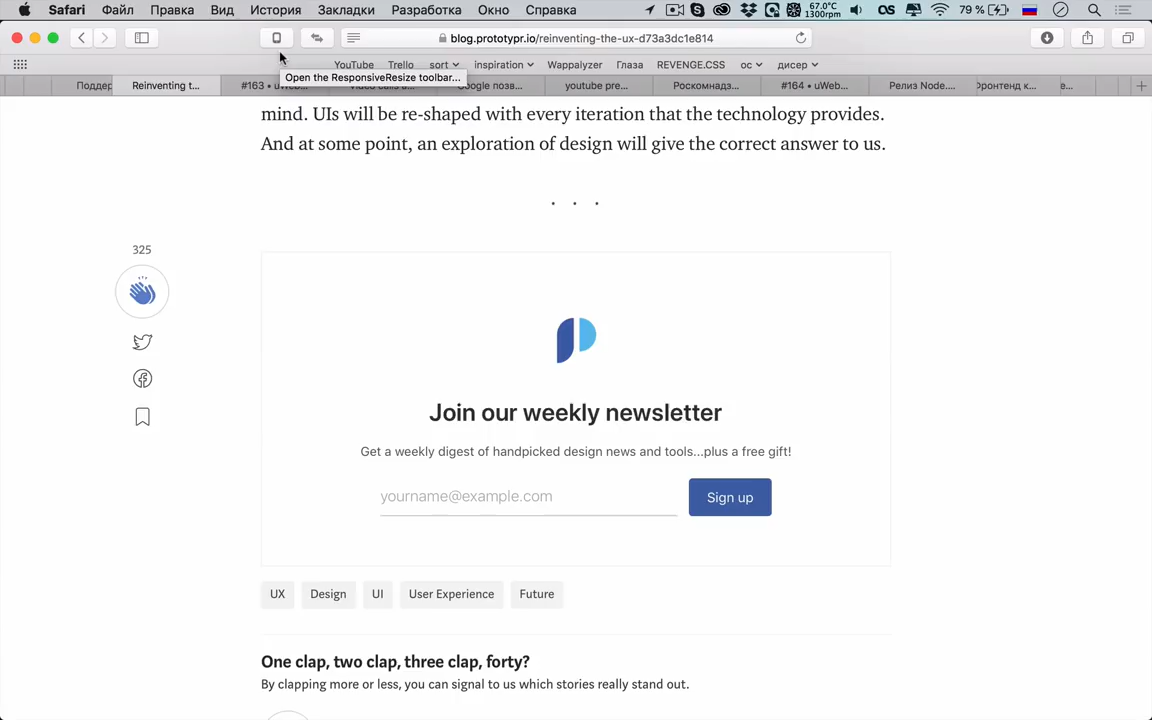 Safari Файл Правка Вид История Закладки Разработка Окно Справка 67.0°C 1300rpm OS 79 %
blog.prototypr.io/reinventing-the-ux-d73a3dc1e814
YouTube Trello sort inspiration Wappalyzer Глаза REVENGE.CSS ос дисер
Open the ResponsiveResize toolbar...
Поддер Reinventing t... #163 • uWeb... youtube pre... Роскомнадз... #164 • uWeb... Релиз Node.... Фронтенд к... e...
mind. UIs will be re-shaped with every iteration that the technology provides.
And at some point, an exploration of design will give the correct answer to us.
. . .
325
Join our weekly newsletter
Get a weekly digest of handpicked design news and tools...plus a free gift!
yourname@example.com Sign up
UX Design UI User Experience Future
One clap, two clap, three clap, forty?
By clapping more or less, you can signal to us which stories really stand out.